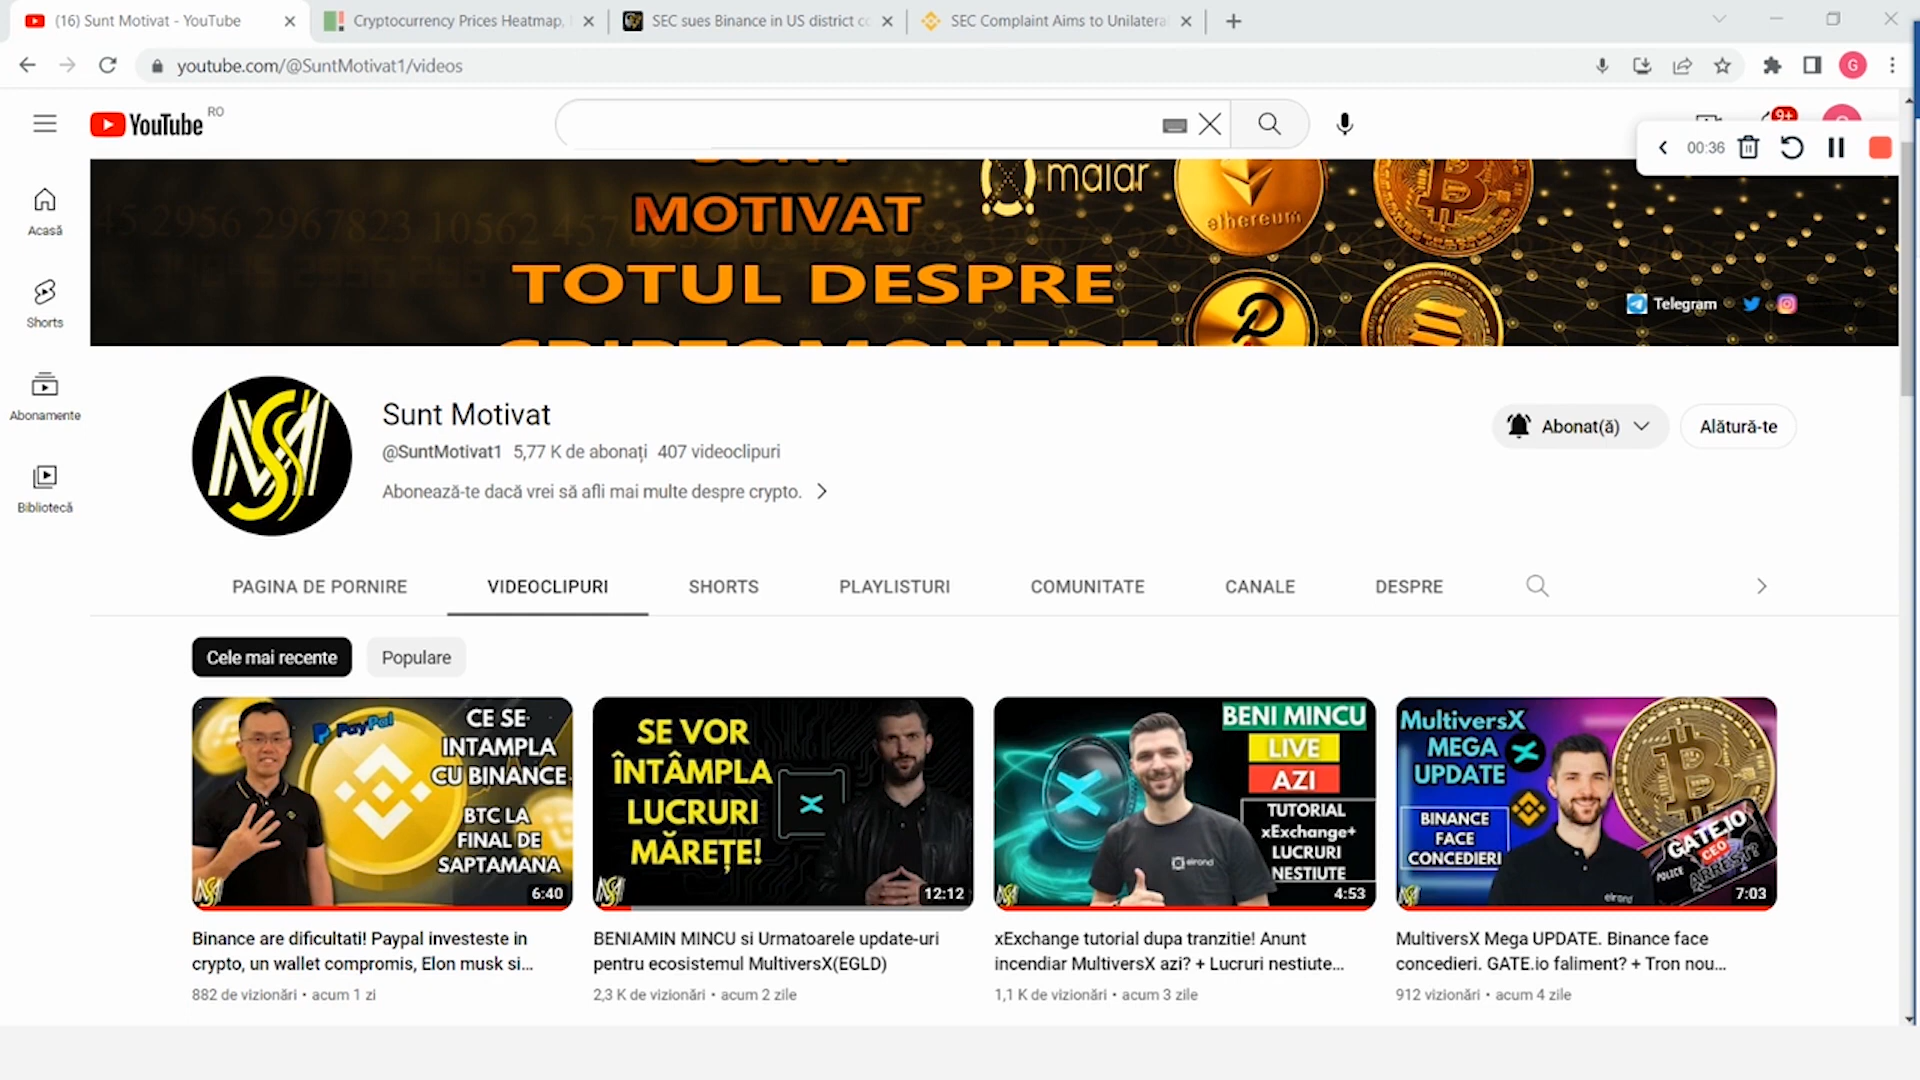 (16) Sunt Motivat - YouTube
Cryptocurrency Prices Heatmap,
SEC sues Binance in US district co
SEC Complaint Aims to Unilatera
youtube.com/@SuntMotivat1/videos
G
YouTube RO
9+
00:36
SUNT
MOTIVAT
TOTUL DESPRE
CRIPTOMONEDE
maiar
ethereum
Telegram
Acasă
Shorts
Abonamente
Bibliotecă
Sunt Motivat
@SuntMotivat1 5,77 K de abonați 407 videoclipuri
Abonează-te dacă vrei să afli mai multe despre crypto.
Abonat(ă)
Alătură-te
PAGINA DE PORNIRE
VIDEOCLIPURI
SHORTS
PLAYLISTURI
COMUNITATE
CANALE
DESPRE
Cele mai recente
Populare
PayPal
CE SE
INTAMPLA
CU BINANCE
BTC LA
FINAL DE
SAPTAMANA
6:40
SE VOR
ÎNTÂMPLA
LUCRURI
MĂREȚE!
12:12
BENI MINCU
LIVE
AZI
TUTORIAL
xExchange+
LUCRURI
NESTIUTE
elrond
4:53
MultiversX
MEGA
UPDATE
BINANCE
FACE
CONCEDIERI
GATE.IO
CEO
ARREST?
POLICE
elrond
7:03
Binance are dificultati! Paypal investeste in
crypto, un wallet compromis, Elon musk si...
882 de vizionări • acum 1 zi
BENIAMIN MINCU si Urmatoarele update-uri
pentru ecosistemul MultiversX(EGLD)
2,3 K de vizionări • acum 2 zile
xExchange tutorial dupa tranzitie! Anunt
incendiar MultiversX azi? + Lucruri nestiute...
1,1 K de vizionări • acum 3 zile
MultiversX Mega UPDATE. Binance face
concedieri. GATE.io faliment? + Tron nou...
912 vizionări • acum 4 zile